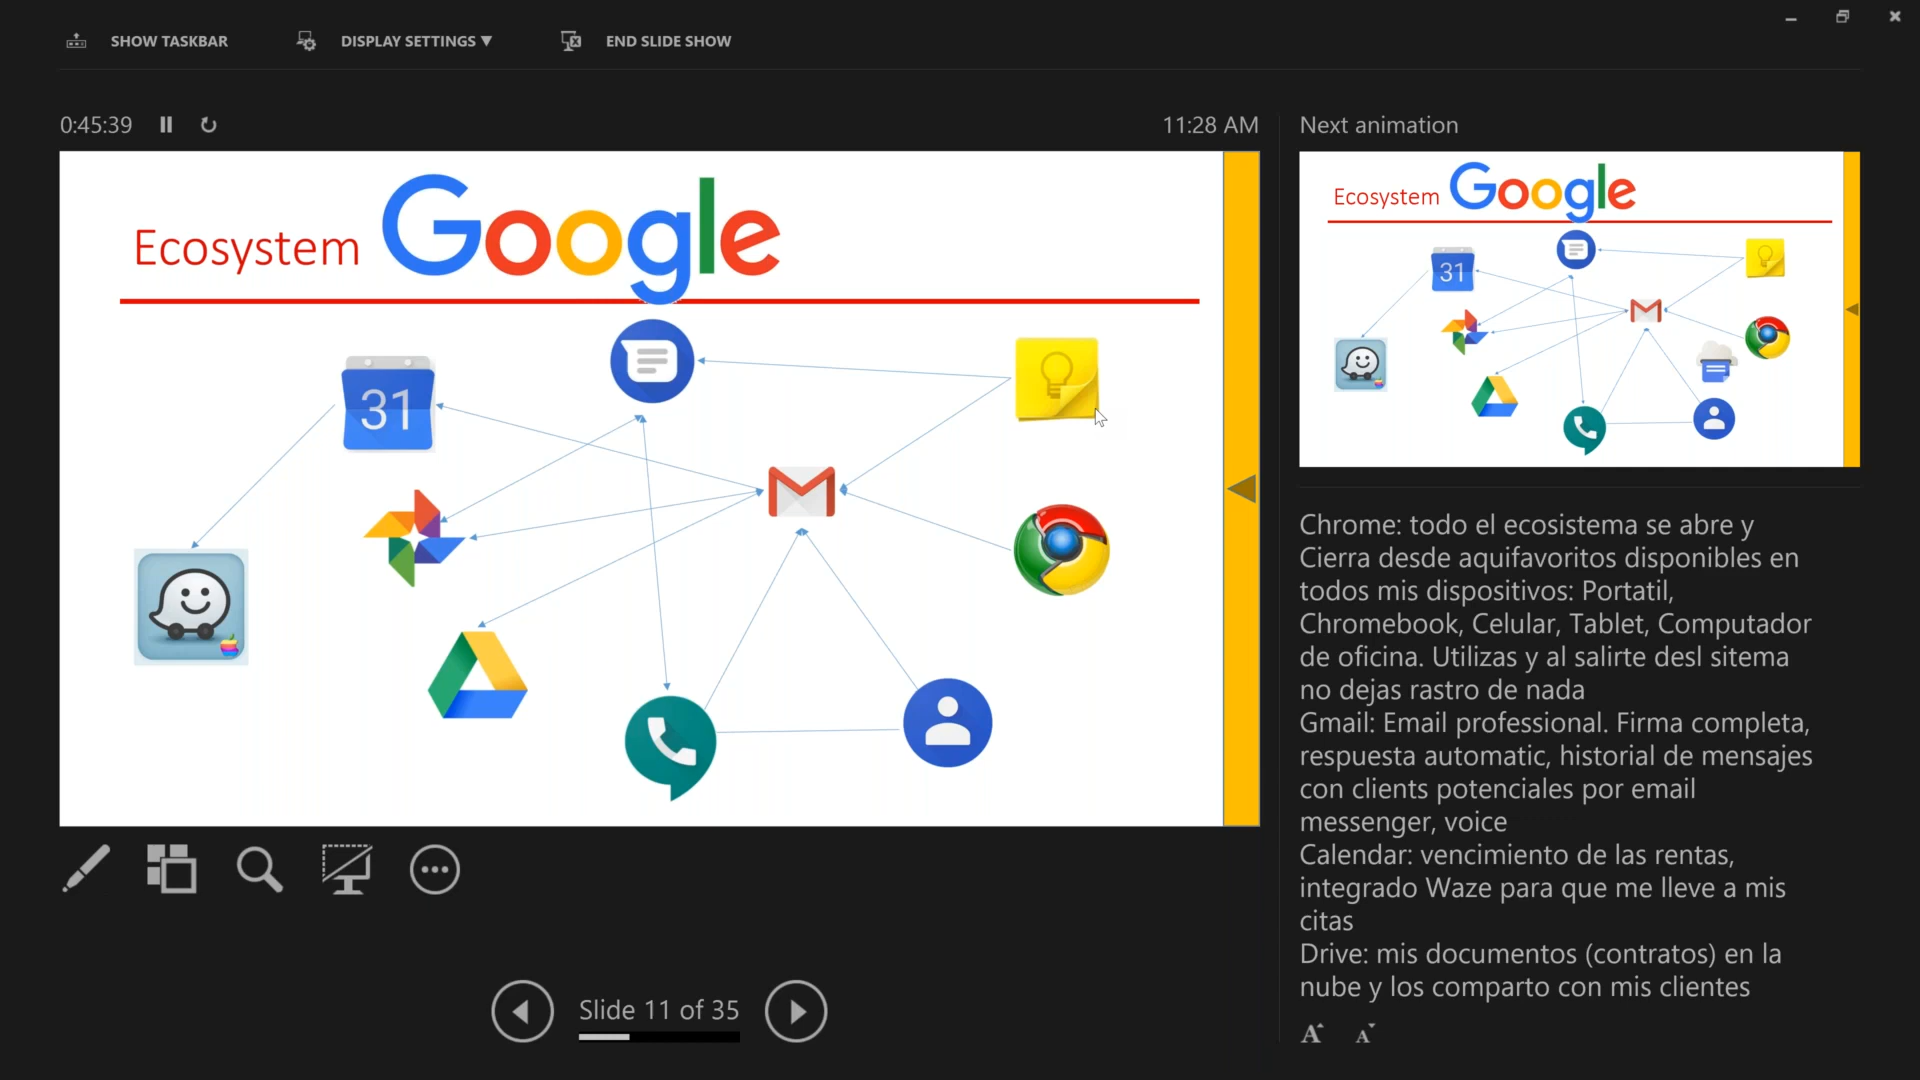 SHOW TASKBAR
DISPLAY SETTINGS ▼
END SLIDE SHOW
0:45:39
11:28 AM
Next animation
Ecosystem Google
31
Ecosystem Google
31
Chrome: todo el ecosistema se abre y
Cierra desde aquifavoritos disponibles en
todos mis dispositivos: Portatil,
Chromebook, Celular, Tablet, Computador
de oficina. Utilizas y al salirte desl sitema
no dejas rastro de nada
Gmail: Email professional. Firma completa,
respuesta automatic, historial de mensajes
con clients potenciales por email
messenger, voice
Calendar: vencimiento de las rentas,
integrado Waze para que me lleve a mis
citas
Drive: mis documentos (contratos) en la
nube y los comparto con mis clientes
Slide 11 of 35
A A